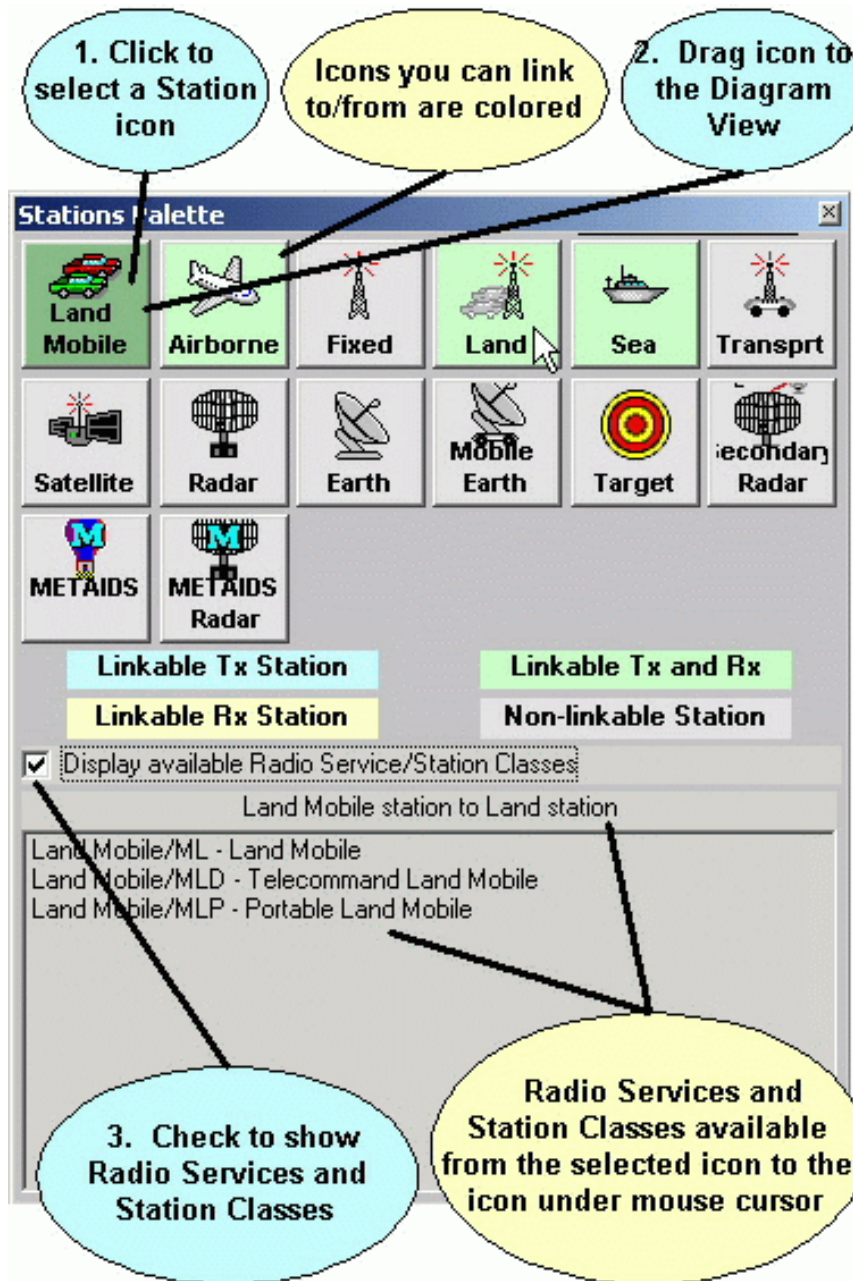 1. Click to
select a Station
icon
Icons you can link
to/from are colored
2. Drag icon to
the Diagram
View
Stations Palette
Land
Mobile
Airborne
Fixed
Land
Sea
Transprt
Satellite
Radar
Earth
Mobile
Earth
Target
Secondary
Radar
METAIDS
METAIDS
Radar
Linkable Tx Station
Linkable Tx and Rx
Linkable Rx Station
Non-linkable Station
Display available Radio Service/Station Classes
Land Mobile station to Land station
Land Mobile/ML - Land Mobile
Land Mobile/MLD - Telecommand Land Mobile
Land Mobile/MLP - Portable Land Mobile
3. Check to show
Radio Services and
Station Classes
Radio Services and
Station Classes available
from the selected icon to the
icon under mouse cursor